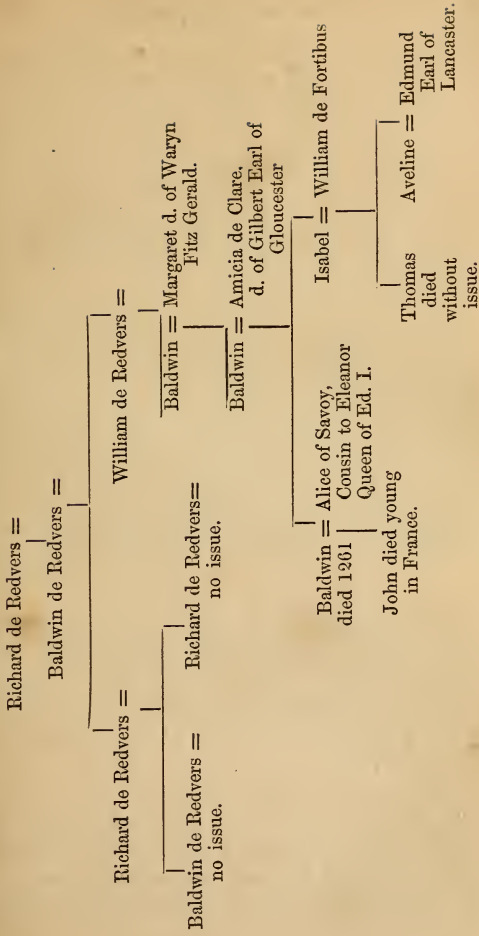 Richard de Redvers =
Baldwin de Redvers =
Richard de Redvers =
William de Redvers =
Baldwin de Redvers =
no issue.
Richard de Redvers=
no issue.
Baldwin = Margaret d. of Waryn
Fitz Gerald.
Baldwin = Amicia de Clare,
d. of Gilbert Earl of
Gloucester
Baldwin = Alice of Savoy,
died 1261 Cousin to Eleanor
Queen of Ed. I.
Isabel = William de Fortibus
John died young
in France.
Thomas
died
without
issue.
Aveline = Edmund
Earl of
Lancaster.